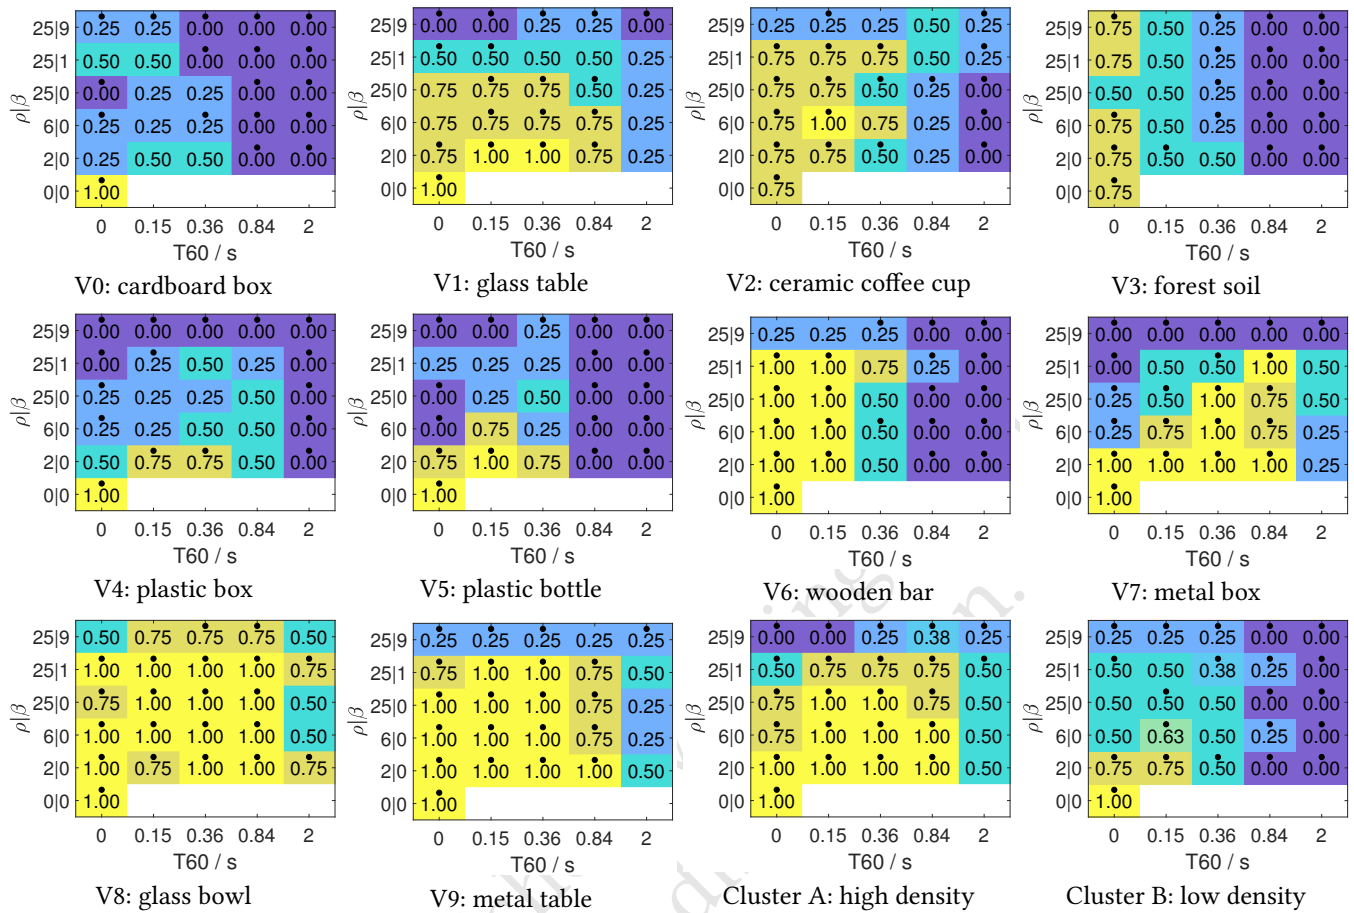 25|9 0.25 0.25 0.00 0.00 0.00
25|1 0.50 0.50 0.00 0.00 0.00
25|0 0.00 0.25 0.25 0.00 0.00
6|0 0.25 0.25 0.25 0.00 0.00
2|0 0.25 0.50 0.50 0.00 0.00
0|0 1.00
ρ|β
0 0.15 0.36 0.84 2
T60 / s
V0: cardboard box
25|9 0.00 0.00 0.25 0.25 0.00
25|1 0.50 0.50 0.50 0.50 0.25
25|0 0.75 0.75 0.75 0.50 0.25
6|0 0.75 0.75 0.75 0.75 0.25
2|0 0.75 1.00 1.00 0.75 0.25
0|0 1.00
ρ|β
0 0.15 0.36 0.84 2
T60 / s
V1: glass table
25|9 0.25 0.25 0.25 0.50 0.25
25|1 0.75 0.75 0.75 0.50 0.25
25|0 0.75 0.75 0.50 0.25 0.00
6|0 0.75 1.00 0.75 0.25 0.00
2|0 0.75 0.75 0.50 0.25 0.00
0|0 0.75
ρ|β
0 0.15 0.36 0.84 2
T60 / s
V2: ceramic coffee cup
25|9 0.75 0.50 0.25 0.00 0.00
25|1 0.75 0.50 0.25 0.00 0.00
25|0 0.50 0.50 0.25 0.00 0.00
6|0 0.75 0.50 0.25 0.00 0.00
2|0 0.75 0.50 0.50 0.00 0.00
0|0 0.75
ρ|β
0 0.15 0.36 0.84 2
T60 / s
V3: forest soil
25|9 0.00 0.00 0.00 0.00 0.00
25|1 0.00 0.25 0.50 0.25 0.00
25|0 0.25 0.25 0.25 0.50 0.00
6|0 0.25 0.25 0.50 0.50 0.00
2|0 0.50 0.75 0.75 0.50 0.00
0|0 1.00
ρ|β
0 0.15 0.36 0.84 2
T60 / s
V4: plastic box
25|9 0.00 0.00 0.25 0.00 0.00
25|1 0.25 0.25 0.25 0.00 0.00
25|0 0.00 0.25 0.50 0.00 0.00
6|0 0.00 0.75 0.25 0.00 0.00
2|0 0.75 1.00 0.75 0.00 0.00
0|0 1.00
ρ|β
0 0.15 0.36 0.84 2
T60 / s
V5: plastic bottle
25|9 0.25 0.25 0.25 0.00 0.00
25|1 1.00 1.00 0.75 0.25 0.00
25|0 1.00 1.00 0.50 0.00 0.00
6|0 1.00 1.00 0.50 0.00 0.00
2|0 1.00 1.00 0.50 0.00 0.00
0|0 1.00
ρ|β
0 0.15 0.36 0.84 2
T60 / s
V6: wooden bar
25|9 0.00 0.00 0.00 0.00 0.00
25|1 0.00 0.50 0.50 1.00 0.50
25|0 0.25 0.50 1.00 0.75 0.50
6|0 0.25 0.75 1.00 0.75 0.25
2|0 1.00 1.00 1.00 1.00 0.25
0|0 1.00
ρ|β
0 0.15 0.36 0.84 2
T60 / s
V7: metal box
25|9 0.50 0.75 0.75 0.75 0.50
25|1 1.00 1.00 1.00 1.00 0.75
25|0 0.75 1.00 1.00 1.00 0.50
6|0 1.00 1.00 1.00 1.00 0.50
2|0 1.00 0.75 1.00 1.00 0.75
0|0 1.00
ρ|β
0 0.15 0.36 0.84 2
T60 / s
V8: glass bowl
25|9 0.25 0.25 0.25 0.25 0.25
25|1 0.75 1.00 1.00 0.75 0.50
25|0 1.00 1.00 1.00 0.75 0.25
6|0 1.00 1.00 1.00 0.75 0.25
2|0 1.00 1.00 1.00 1.00 0.50
0|0 1.00
ρ|β
0 0.15 0.36 0.84 2
T60 / s
V9: metal table
25|9 0.00 0.00 0.25 0.38 0.25
25|1 0.50 0.75 0.75 0.75 0.50
25|0 0.75 1.00 1.00 0.75 0.50
6|0 0.75 1.00 1.00 1.00 0.50
2|0 1.00 1.00 1.00 1.00 0.50
0|0 1.00
ρ|β
0 0.15 0.36 0.84 2
T60 / s
Cluster A: high density
25|9 0.25 0.25 0.25 0.00 0.00
25|1 0.50 0.50 0.38 0.25 0.00
25|0 0.50 0.50 0.50 0.00 0.00
6|0 0.50 0.63 0.50 0.25 0.00
2|0 0.75 0.75 0.50 0.00 0.00
0|0 1.00
ρ|β
0 0.15 0.36 0.84 2
T60 / s
Cluster B: low density